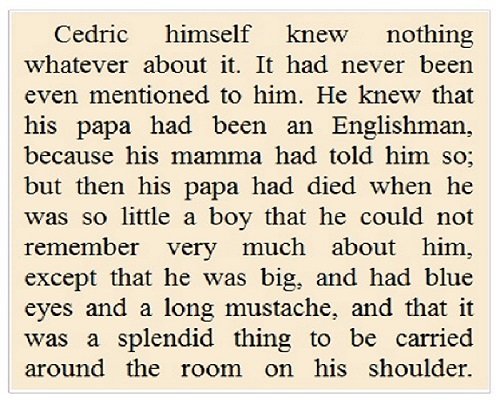 Cedric himself knew nothing
whatever about it. It had never been
even mentioned to him. He knew that
his papa had been an Englishman,
because his mamma had told him so;
but then his papa had died when he
was so little a boy that he could not
remember very much about him,
except that he was big, and had blue
eyes and a long mustache, and that it
was a splendid thing to be carried
around the room on his shoulder.